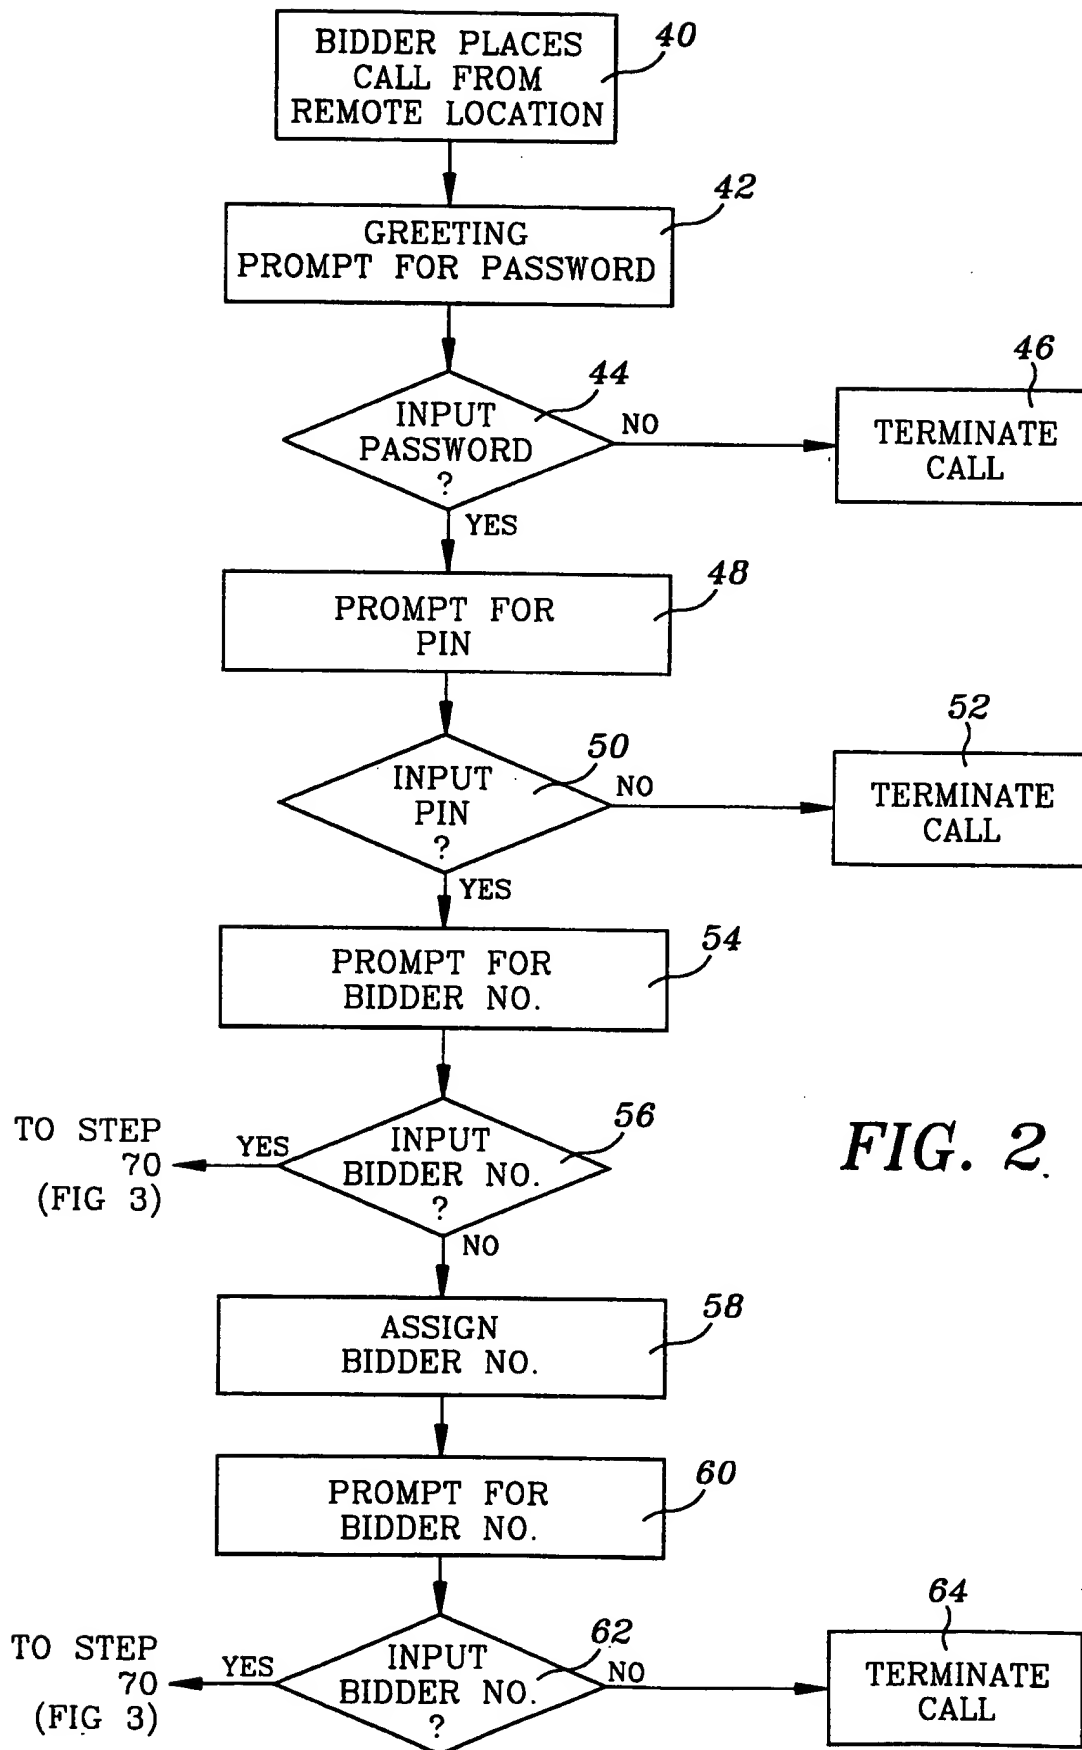 BIDDER PLACES
CALL FROM
REMOTE LOCATION
40
GREETING
PROMPT FOR PASSWORD
42
INPUT
PASSWORD
?
44
NO
YES
TERMINATE
CALL
46
PROMPT FOR
PIN
48
INPUT
PIN
?
50
NO
YES
TERMINATE
CALL
52
PROMPT FOR
BIDDER NO.
54
TO STEP
70
(FIG 3)
YES
INPUT
BIDDER NO.
?
56
NO
FIG. 2
ASSIGN
BIDDER NO.
58
PROMPT FOR
BIDDER NO.
60
TO STEP
70
(FIG 3)
YES
INPUT
BIDDER NO.
?
62
NO
TERMINATE
CALL
64